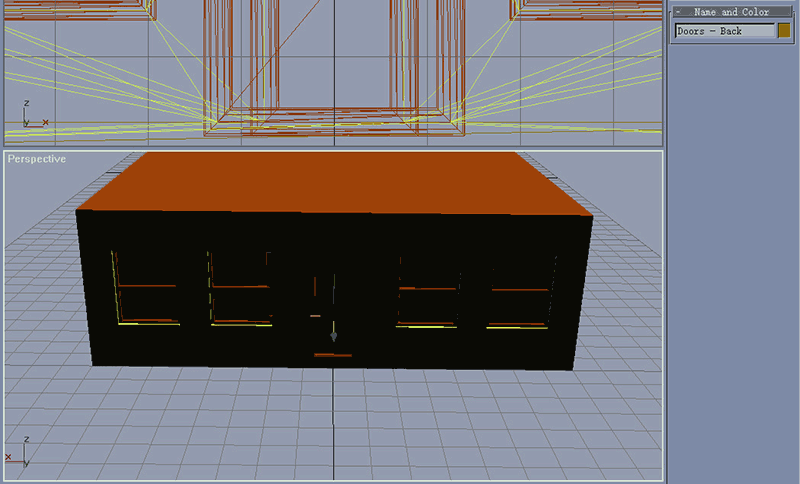 - Name and Color
Doors - Back
z
y x
Perspective
z
x
y